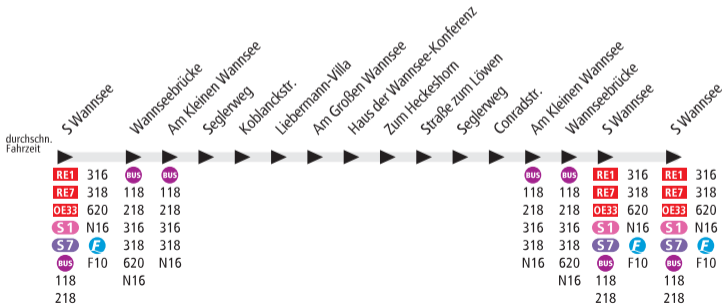 S Wannsee
Wannseebrücke
Am Kleinen Wannsee
Seglerweg
Koblanckstr.
Liebermann-Villa
Am Großen Wannsee
Haus der Wannsee-Konferenz
Zum Heckeshorn
Straße zum Löwen
Seglerweg
Conradstr.
Am Kleinen Wannsee
Wannseebrücke
S Wannsee
S Wannsee
durchschn.
Fahrzeit
RE1 316 BUS BUS BUS BUS RE1 316 RE1 316
RE7 318 118 118 118 118 RE7 318 RE7 318
OE33 620 218 218 218 218 OE33 620 OE33 620
S1 N16 316 316 316 316 S1 N16 S1 N16
S7 F 318 318 318 318 S7 F S7 F
BUS F10 620 N16 N16 620 BUS F10 BUS F10
118 N16 N16 118 118
218 218 218